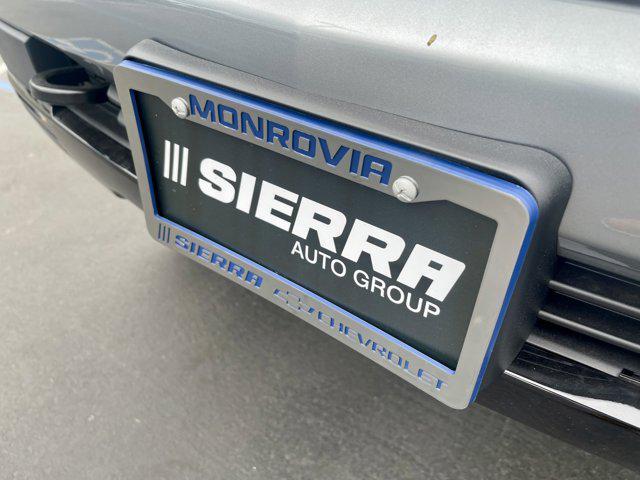 MONROVIA
SIERRA
AUTO GROUP
SIERRA CHEVROLET